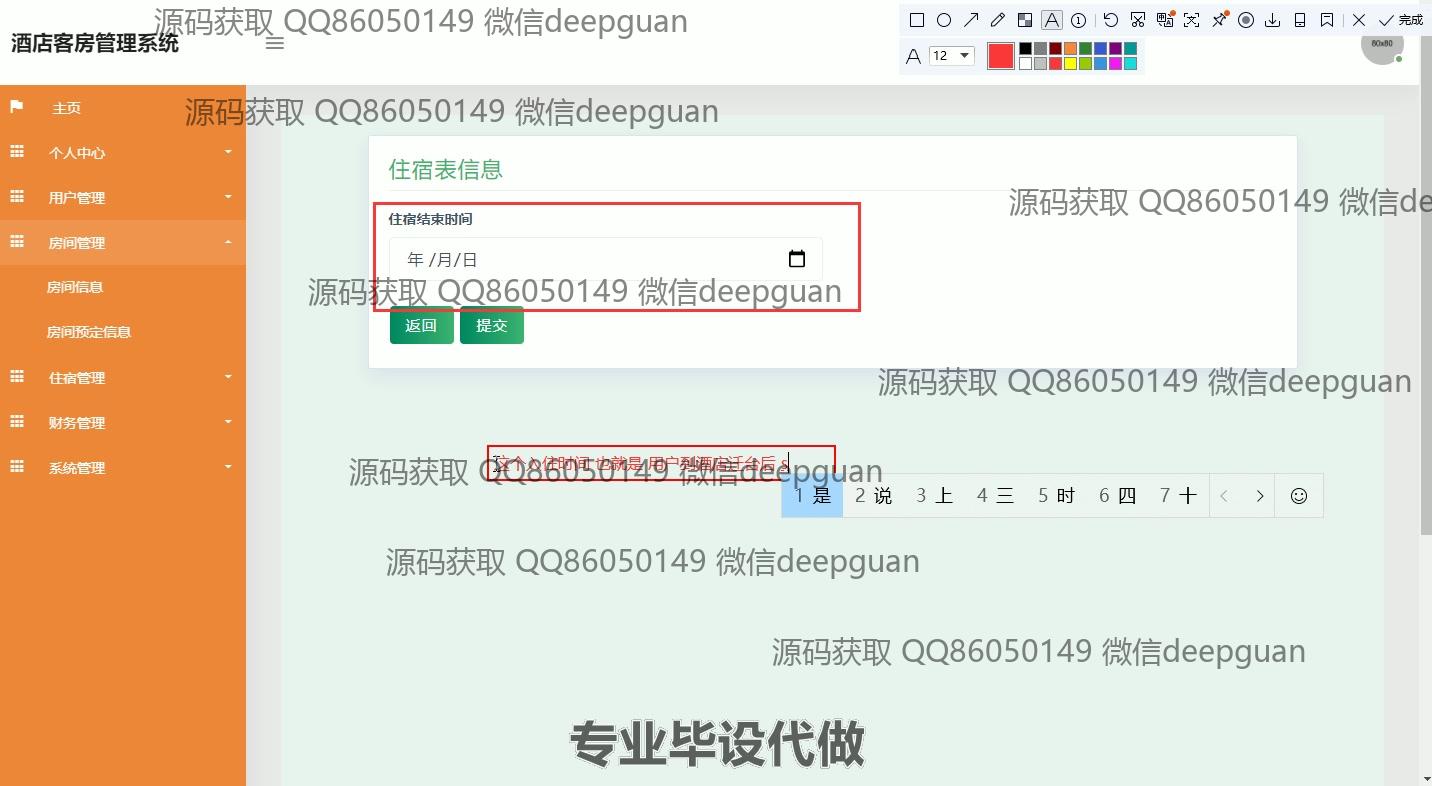 源码获取 QQ86050149 微信deepguan
酒店客房管理系统
完成
A 12
80x80
主页
源码获取 QQ86050149 微信deepguan
个人中心
用户管理
房间管理
房间信息
房间预定信息
住宿管理
财务管理
系统管理
住宿表信息
源码获取 QQ86050149 微信de
住宿结束时间
年 /月/日
源码获取 QQ86050149 微信deepguan
返回 提交
源码获取 QQ86050149 微信deepguan
这个入住时间 也就是 用户到酒店迁台后 s
源码获取 QQ86050149 微信deepguan
1 是 2 说 3 上 4 三 5 时 6 四 7 十
源码获取 QQ86050149 微信deepguan
源码获取 QQ86050149 微信deepguan
专业毕设代做